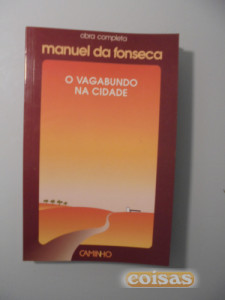 obra completa
manuel da fonseca
O VAGABUNDO
NA CIDADE
CAMINHO
coisas